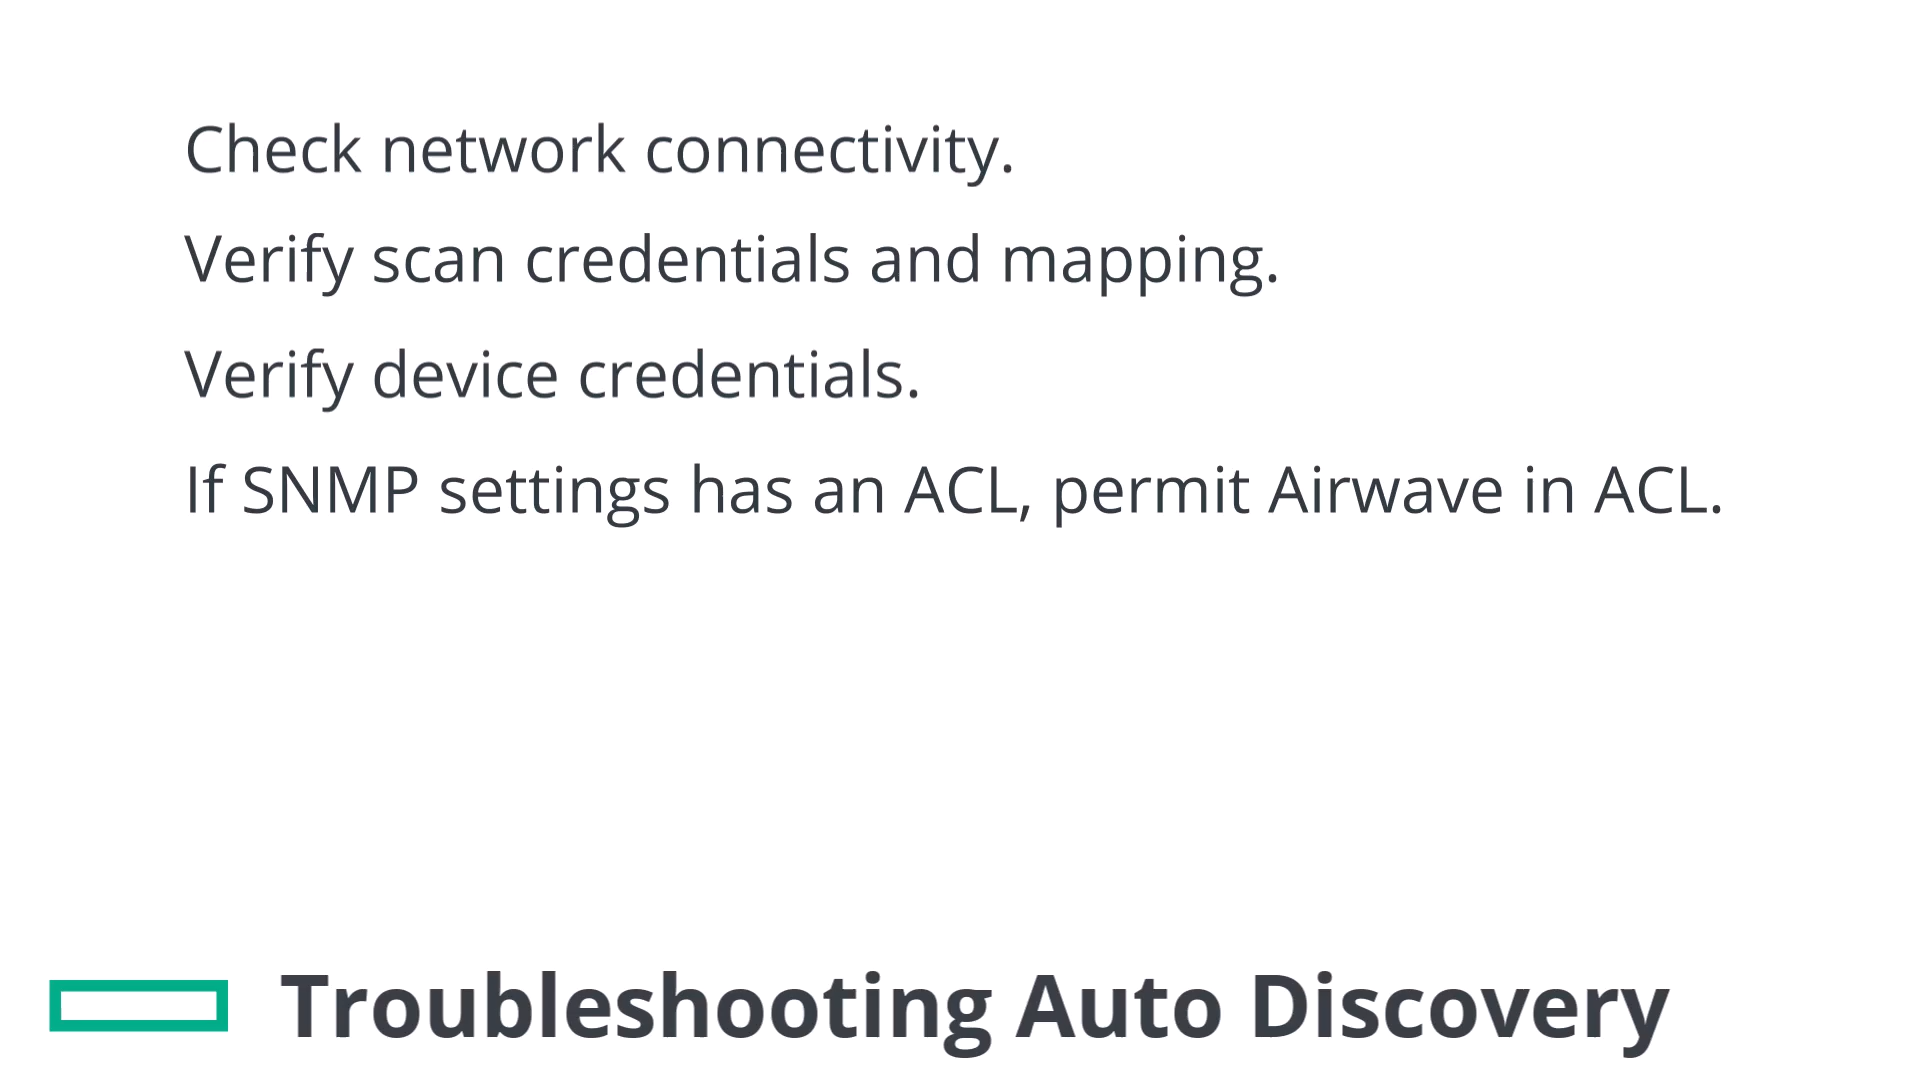 Check network connectivity.
Verify scan credentials and mapping.
Verify device credentials.
If SNMP settings has an ACL, permit Airwave in ACL.
Troubleshooting Auto Discovery